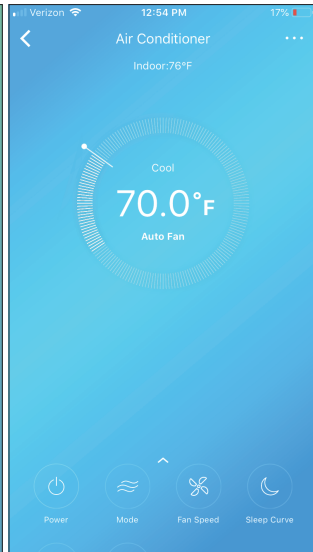 Verizon 12:54 PM 17%
Air Conditioner
Indoor:76°F
Cool
70.0°F
Auto Fan
Power Mode Fan Speed Sleep Curve